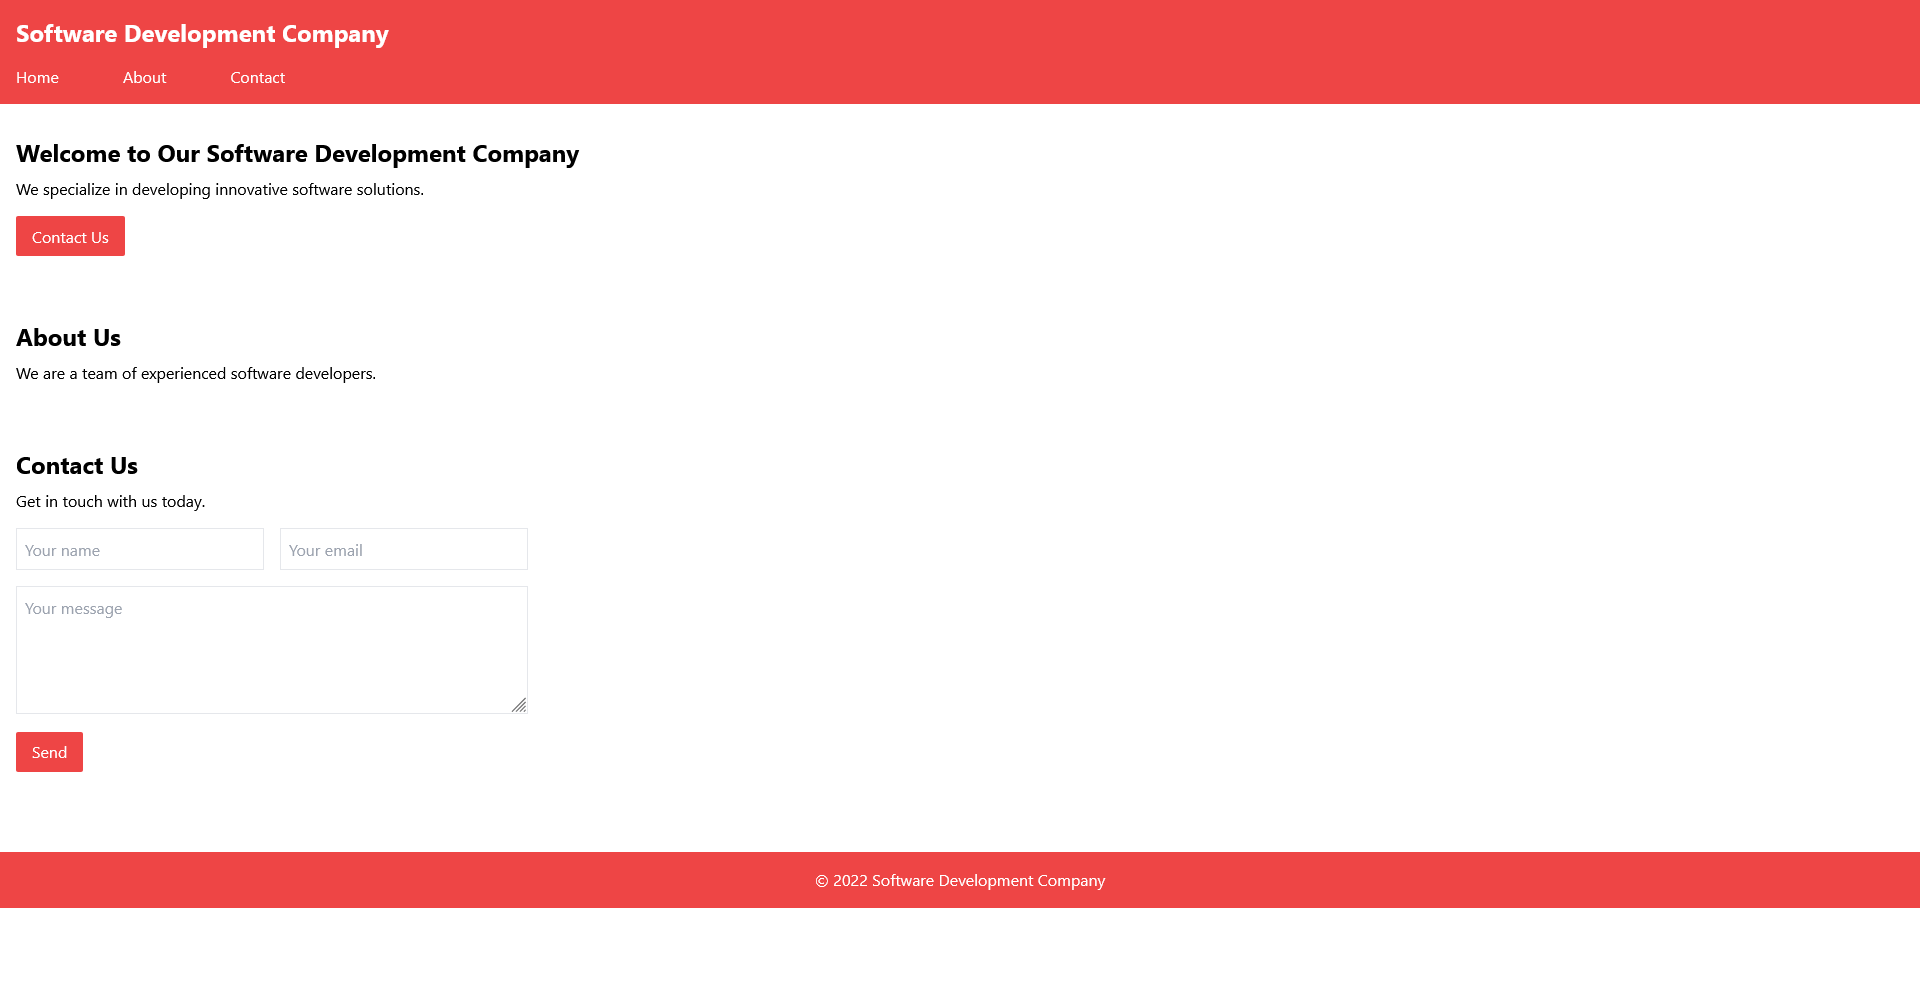 Software Development Company
Home About Contact
Welcome to Our Software Development Company
We specialize in developing innovative software solutions.
Contact Us
About Us
We are a team of experienced software developers.
Contact Us
Get in touch with us today.
Your name Your email
Your message
Send
© 2022 Software Development Company